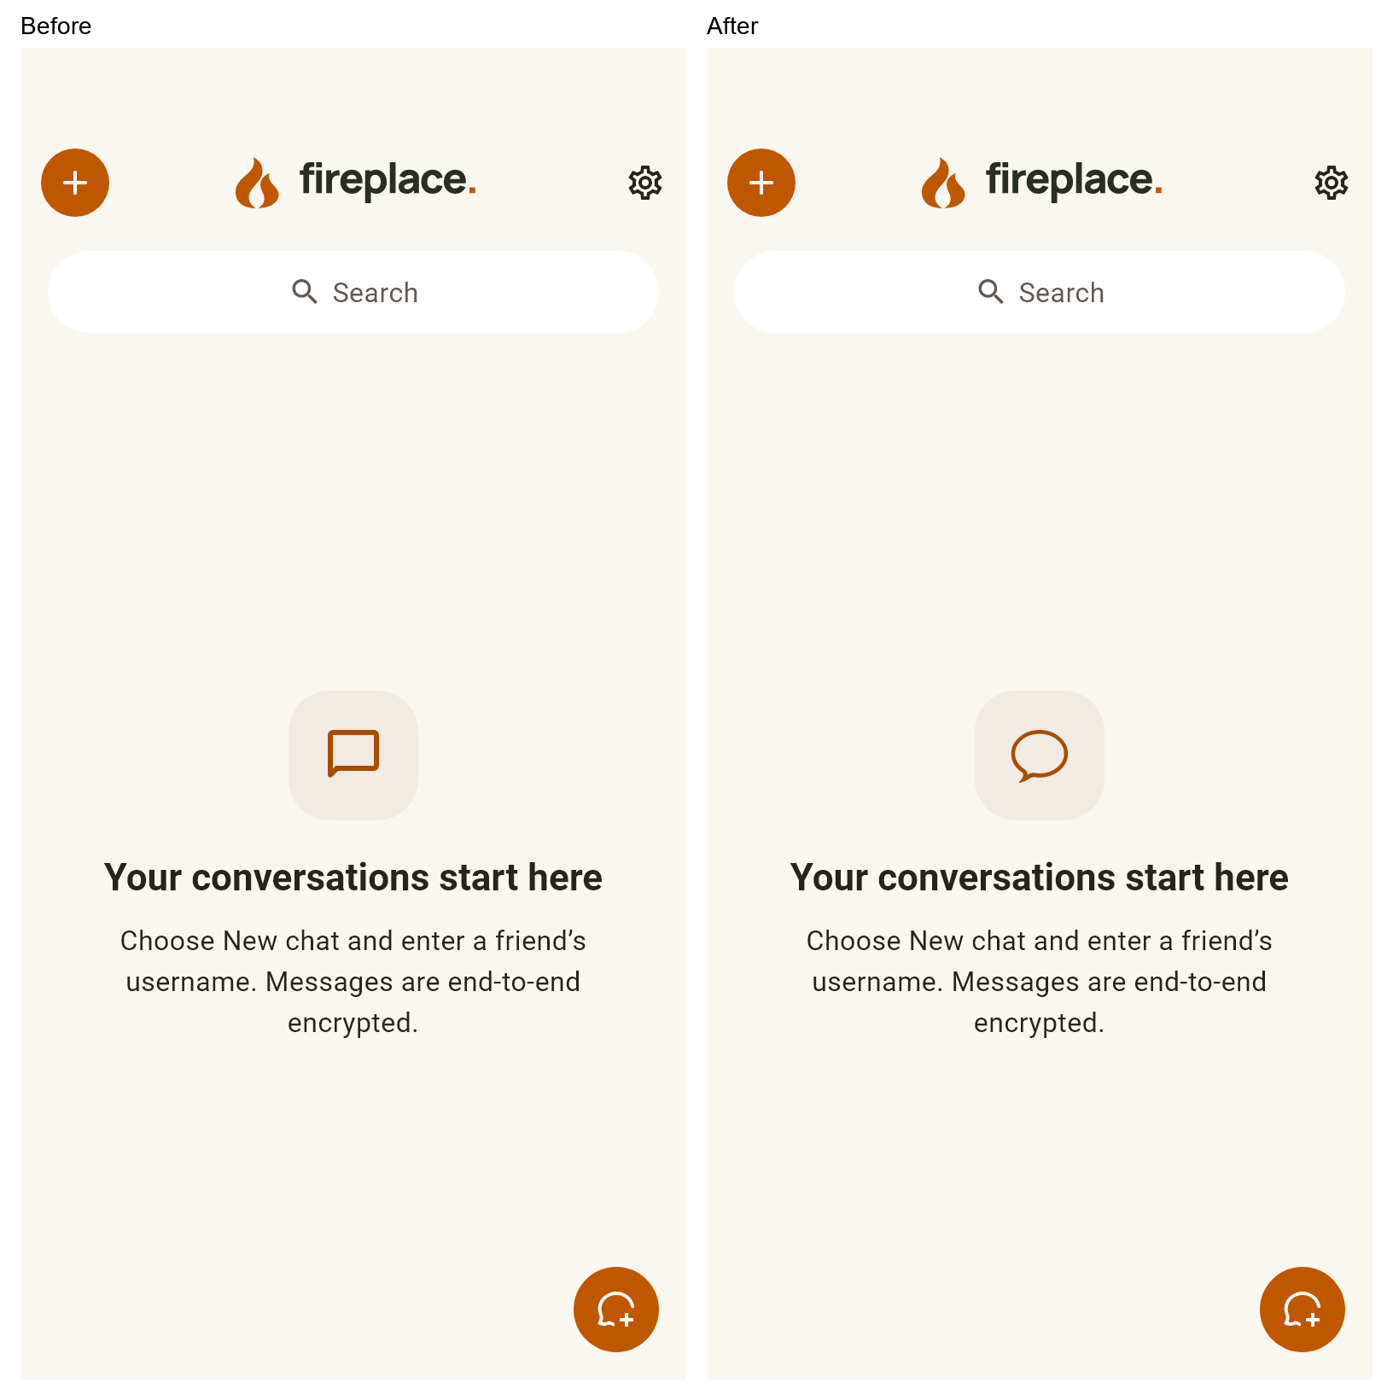 Before
fireplace.
Search
Your conversations start here
Choose New chat and enter a friend’s
username. Messages are end-to-end
encrypted.
After
fireplace.
Search
Your conversations start here
Choose New chat and enter a friend’s
username. Messages are end-to-end
encrypted.